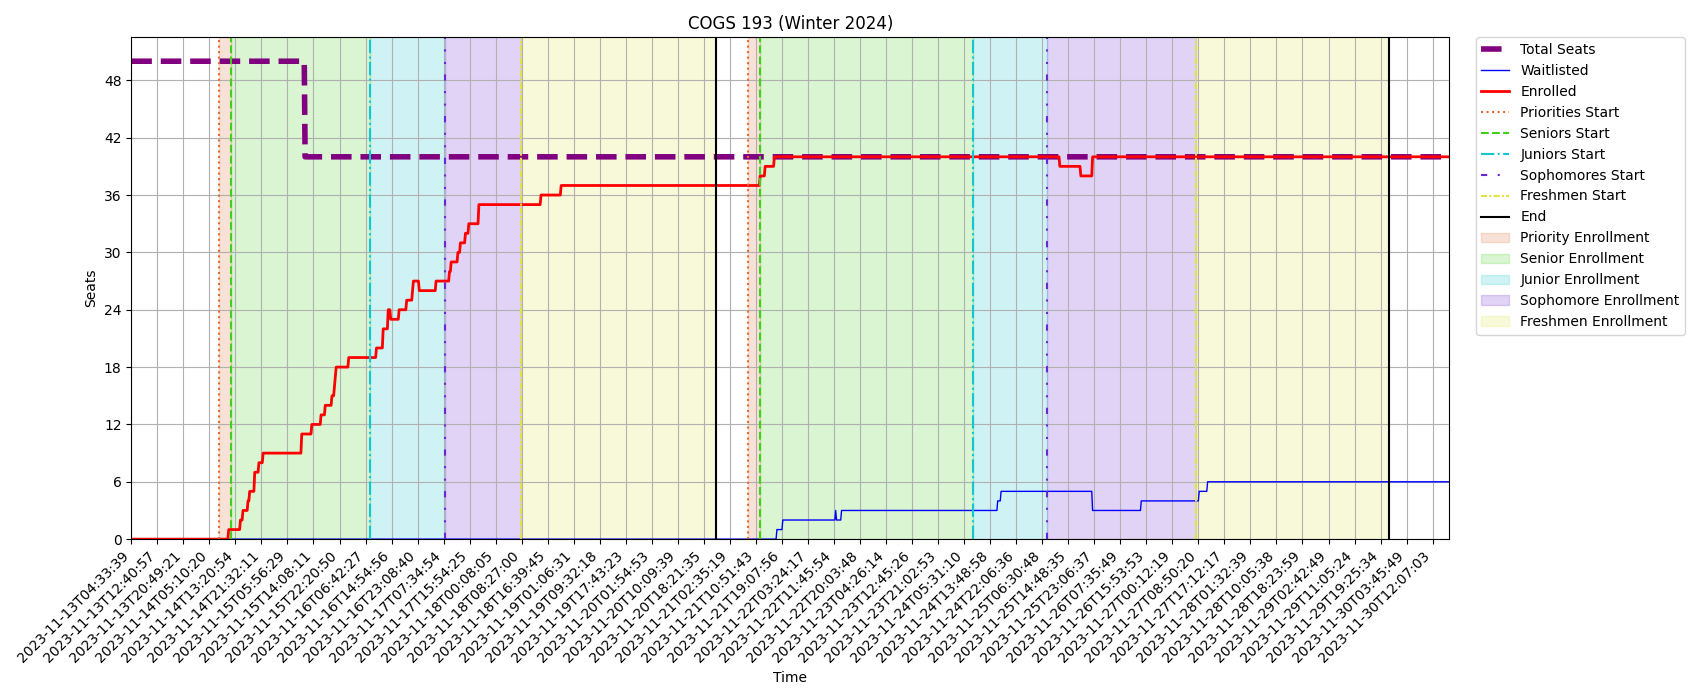 COGS 193 (Winter 2024)
Seats
48
42
36
30
24
18
12
6
0
2023-11-13T04:33:39
2023-11-13T12:40:57
2023-11-13T20:49:21
2023-11-14T05:10:20
2023-11-14T13:20:54
2023-11-14T21:32:11
2023-11-15T05:56:29
2023-11-15T14:08:11
2023-11-15T22:20:50
2023-11-16T06:42:27
2023-11-16T14:54:56
2023-11-16T23:08:40
2023-11-17T07:34:54
2023-11-17T15:54:25
2023-11-18T00:08:05
2023-11-18T08:27:00
2023-11-18T16:39:45
2023-11-19T01:06:31
2023-11-19T09:32:18
2023-11-19T17:43:23
2023-11-20T01:54:53
2023-11-20T10:09:39
2023-11-20T18:21:35
2023-11-21T02:35:19
2023-11-21T10:51:43
2023-11-21T19:07:56
2023-11-22T03:24:17
2023-11-22T11:45:54
2023-11-22T20:03:48
2023-11-23T04:26:14
2023-11-23T12:45:26
2023-11-23T21:02:53
2023-11-24T05:31:10
2023-11-24T13:48:58
2023-11-24T22:06:36
2023-11-25T06:30:48
2023-11-25T14:48:35
2023-11-25T23:06:37
2023-11-26T07:35:49
2023-11-26T15:53:53
2023-11-27T00:12:19
2023-11-27T08:50:20
2023-11-27T17:12:17
2023-11-28T01:32:39
2023-11-28T10:05:38
2023-11-28T18:23:59
2023-11-29T02:42:49
2023-11-29T11:05:24
2023-11-29T19:25:34
2023-11-30T03:45:49
2023-11-30T12:07:03
Time
Total Seats
Waitlisted
Enrolled
Priorities Start
Seniors Start
Juniors Start
Sophomores Start
Freshmen Start
End
Priority Enrollment
Senior Enrollment
Junior Enrollment
Sophomore Enrollment
Freshmen Enrollment